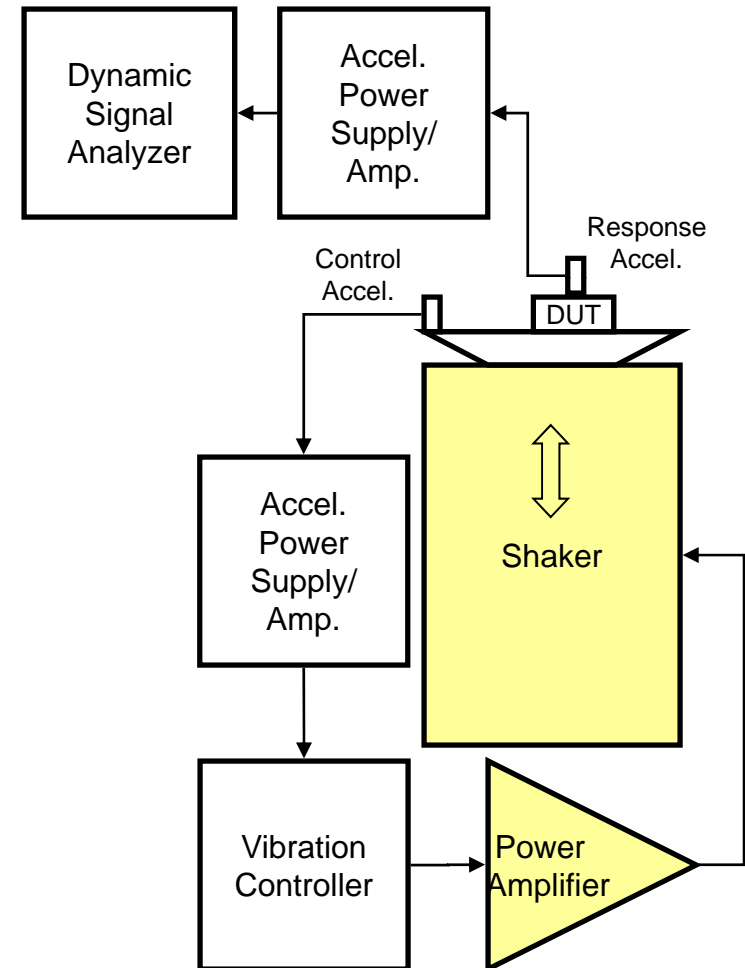 Dynamic
Signal
Analyzer
Accel.
Power
Supply/
Amp.
Response
Accel.
Control
Accel.
DUT
Accel.
Power
Supply/
Amp.
Shaker
Vibration
Controller
Power
Amplifier